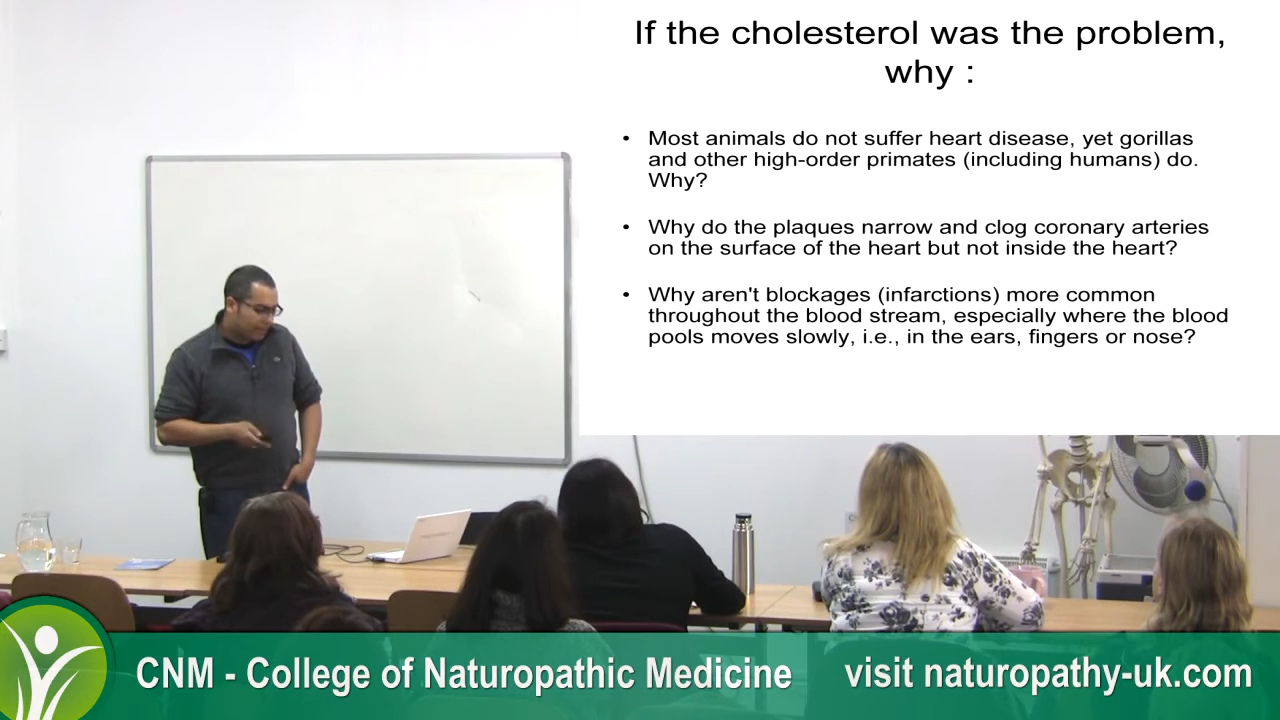 If the cholesterol was the problem,
why :
• Most animals do not suffer heart disease, yet gorillas
and other high-order primates (including humans) do.
Why?
• Why do the plaques narrow and clog coronary arteries
on the surface of the heart but not inside the heart?
• Why aren't blockages (infarctions) more common
throughout the blood stream, especially where the blood
pools moves slowly, i.e., in the ears, fingers or nose?
CNM - College of Naturopathic Medicine visit naturopathy-uk.com